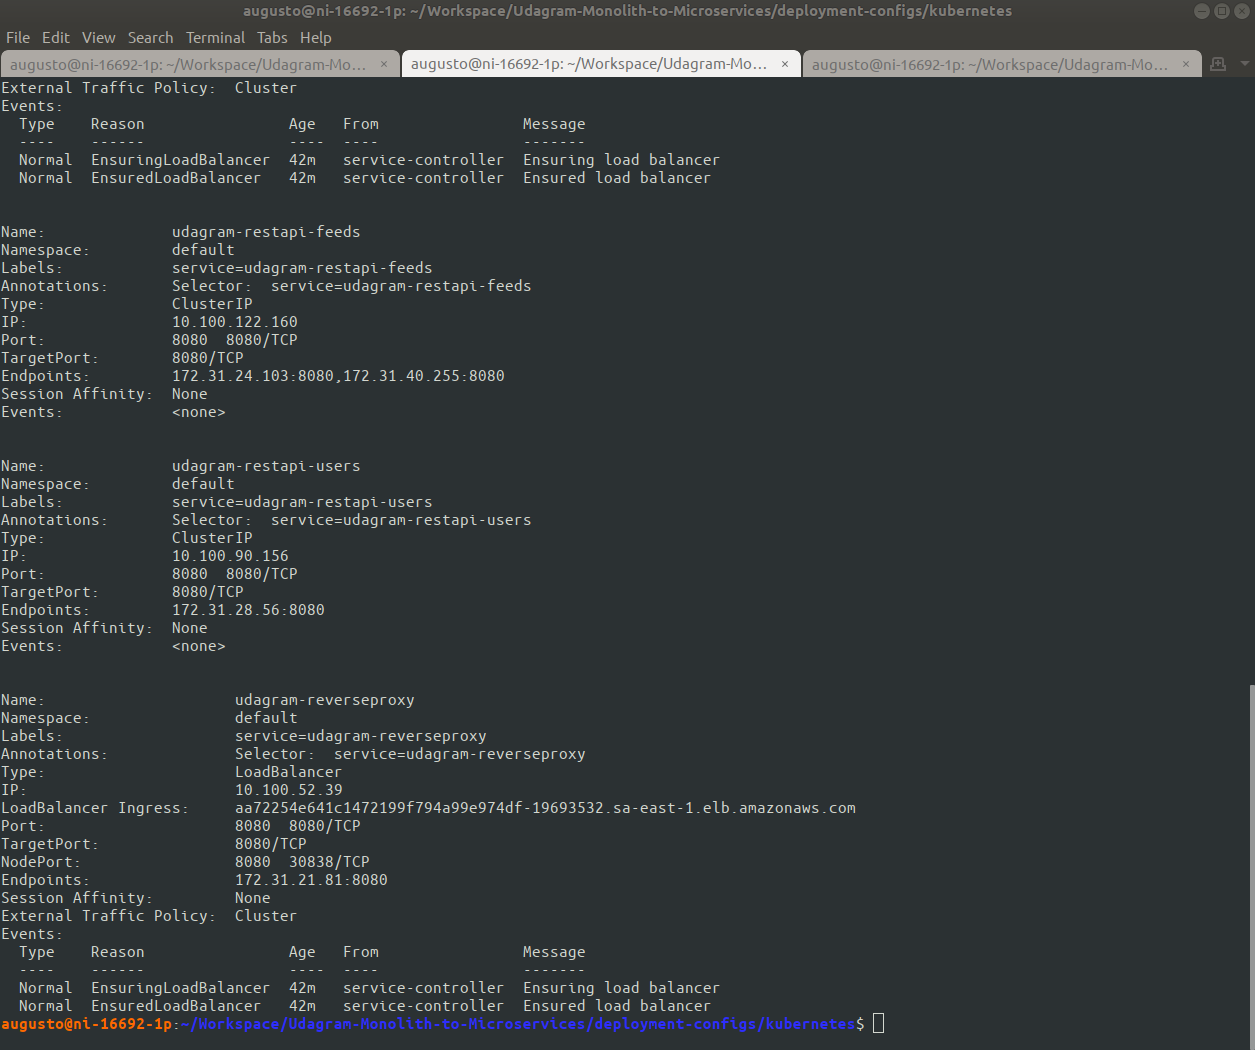 augusto@ni-16692-1p: ~/Workspace/Udagram-Monolith-to-Microservices/deployment-configs/kubernetes
File Edit View Search Terminal Tabs Help
augusto@ni-16692-1p: ~/Workspace/Udagram-Mo... × augusto@ni-16692-1p: ~/Workspace/Udagram-Mo... × augusto@ni-16692-1p: ~/Workspace/Udagram-Mo... ×
External Traffic Policy:  Cluster
Events:
  Type    Reason                Age   From                Message
  ----    ------                ----  ----                -------
  Normal  EnsuringLoadBalancer  42m   service-controller  Ensuring load balancer
  Normal  EnsuredLoadBalancer   42m   service-controller  Ensured load balancer
Name:              udagram-restapi-feeds
Namespace:         default
Labels:            service=udagram-restapi-feeds
Annotations:       Selector:  service=udagram-restapi-feeds
Type:              ClusterIP
IP:                10.100.122.160
Port:              8080  8080/TCP
TargetPort:        8080/TCP
Endpoints:         172.31.24.103:8080,172.31.40.255:8080
Session Affinity:  None
Events:            <none>
Name:              udagram-restapi-users
Namespace:         default
Labels:            service=udagram-restapi-users
Annotations:       Selector:  service=udagram-restapi-users
Type:              ClusterIP
IP:                10.100.90.156
Port:              8080  8080/TCP
TargetPort:        8080/TCP
Endpoints:         172.31.28.56:8080
Session Affinity:  None
Events:            <none>
Name:                     udagram-reverseproxy
Namespace:                default
Labels:                   service=udagram-reverseproxy
Annotations:              Selector:  service=udagram-reverseproxy
Type:                     LoadBalancer
IP:                       10.100.52.39
LoadBalancer Ingress:     aa72254e641c1472199f794a99e974df-19693532.sa-east-1.elb.amazonaws.com
Port:                     8080  8080/TCP
TargetPort:               8080/TCP
NodePort:                 8080  30838/TCP
Endpoints:                172.31.21.81:8080
Session Affinity:         None
External Traffic Policy:  Cluster
Events:
  Type    Reason                Age   From                Message
  ----    ------                ----  ----                -------
  Normal  EnsuringLoadBalancer  42m   service-controller  Ensuring load balancer
  Normal  EnsuredLoadBalancer   42m   service-controller  Ensured load balancer
augusto@ni-16692-1p:~/Workspace/Udagram-Monolith-to-Microservices/deployment-configs/kubernetes$